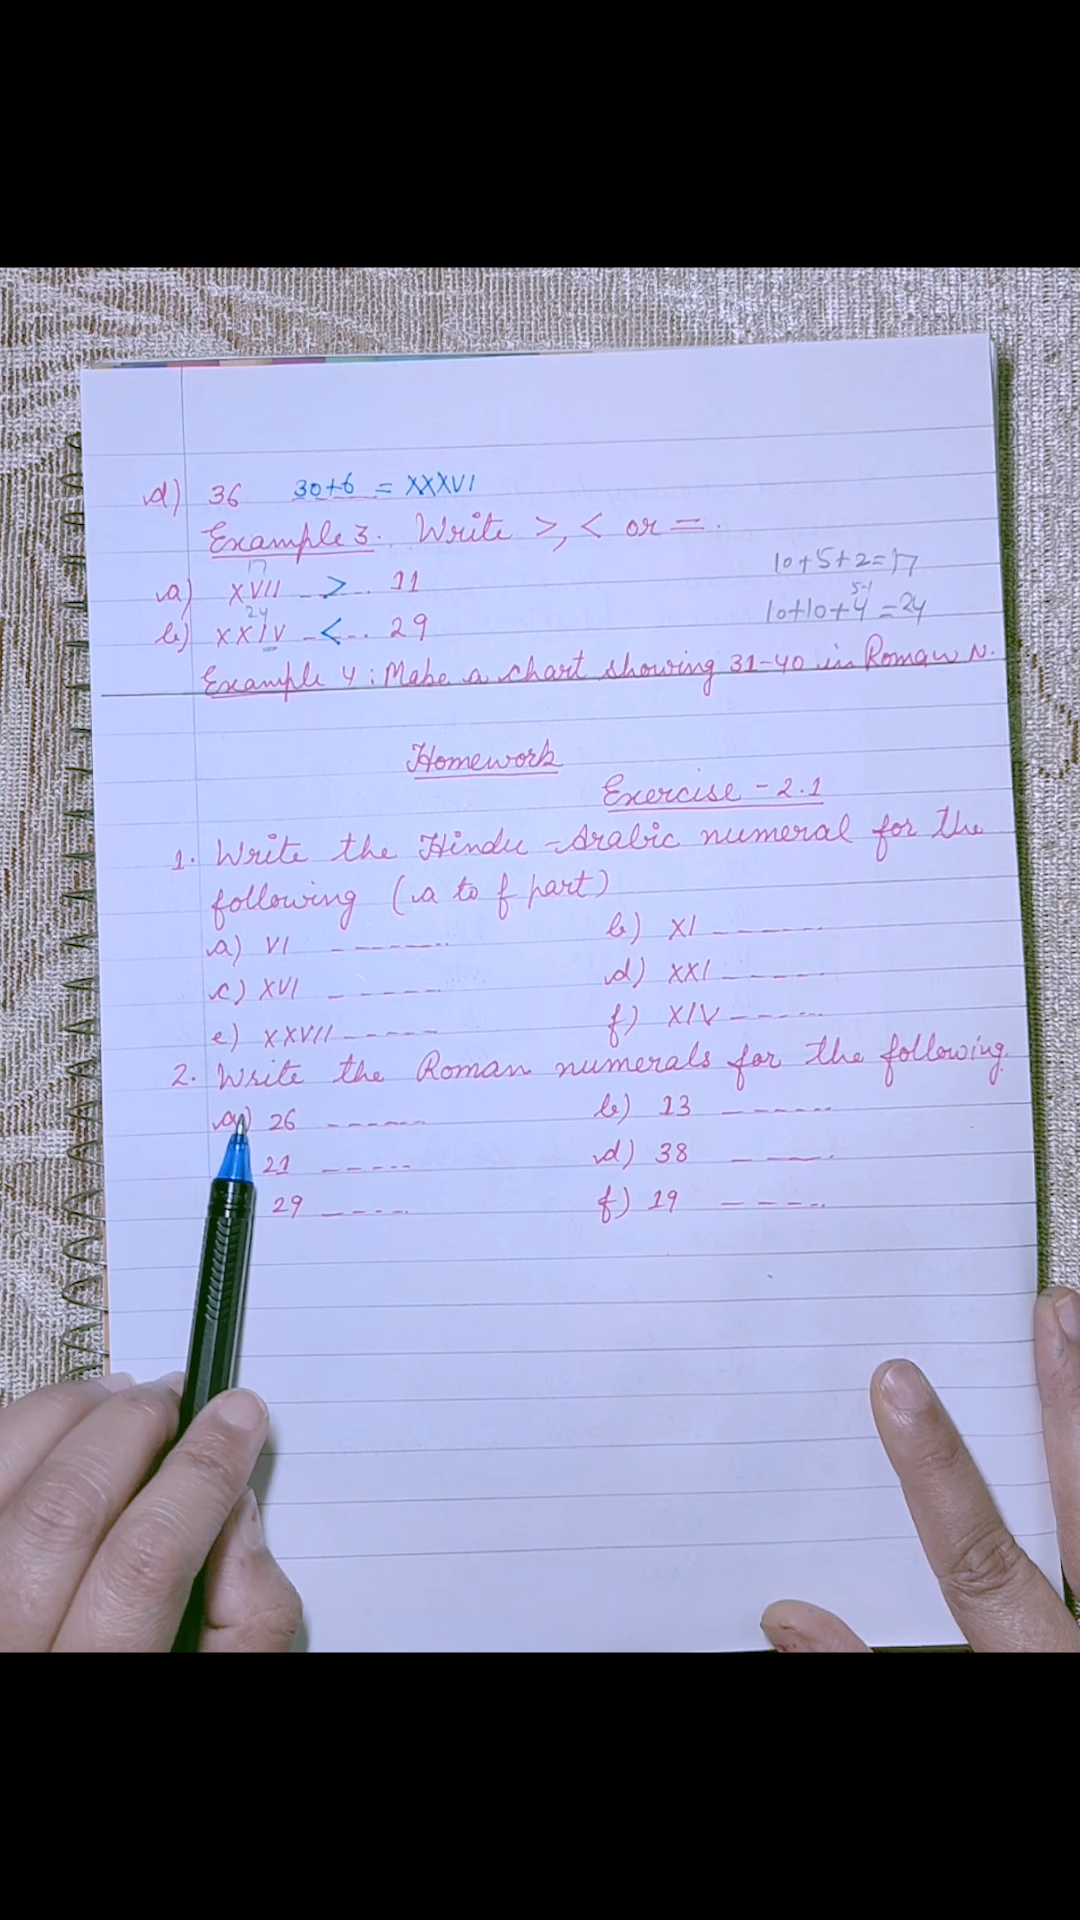 d) 36 30+6 = XXXVI
Example 3. Write >, < or =.
10+5+2=17
17
a) XVII > 11
5-1
10+10+4=24
24
b) XXIV < 29
Example 4: Make a chart showing 31-40 in Roman N.
Homework
Exercise - 2.1
1. Write the Hindu-Arabic numeral for the
following (a to f part)
a) VI ------- b) XI ------
c) XVI ------ d) XXI ------
e) XXVII ------ f) XIV ------
2. Write the Roman numerals for the following.
a) 26 ------ b) 13 ------
21 ----- d) 38 -----
29 ----- f) 19 -----